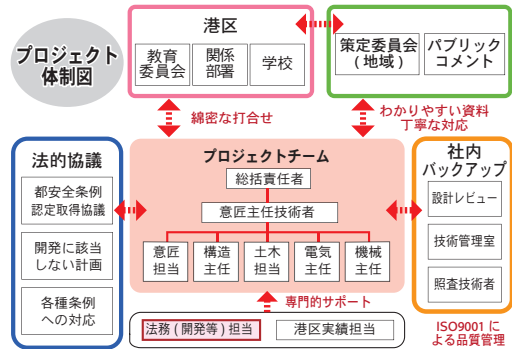 プロジェクト
体制図
港区
教育
委員会
関係
部署
学校
策定委員会
(地域)
パブリック
コメント
綿密な打合せ
わかりやすい資料
丁寧な対応
法的協議
都安全条例
認定取得協議
開発に該当
しない計画
各種条例
への対応
プロジェクトチーム
総括責任者
意匠主任技術者
意匠
担当
構造
主任
土木
担当
電気
主任
機械
主任
社内
バックアップ
設計レビュー
技術管理室
照査技術者
専門的サポート
法務(開発等)担当
港区実績担当
ISO9001に
よる品質管理